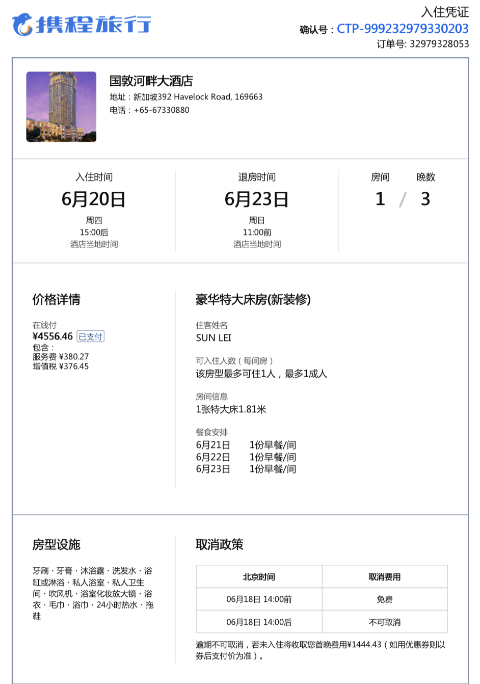 携程旅行
入住凭证
确认号: CTP-999232979330203
订单号: 32979328053
国敦河畔大酒店
地址：新加坡392 Havelock Road, 169663
电话：+65-67330880
入住时间
6月20日
周四
15:00后
酒店当地时间
退房时间
6月23日
周日
11:00前
酒店当地时间
房间 晚数
1 / 3
价格详情
在线付
¥4556.46 已支付
包含：
服务费 ¥380.27
增值税 ¥376.45
豪华特大床房(新装修)
住客姓名
SUN LEI
可入住人数（每间房）
该房型最多可住1人，最多1成人
房间信息
1张特大床1.81米
餐食安排
6月21日 1份早餐/间
6月22日 1份早餐/间
6月23日 1份早餐/间
房型设施
牙刷・牙膏・沐浴露・洗发水・浴
缸或淋浴・私人浴室・私人卫生
间・吹风机・浴室化妆放大镜・浴
衣・毛巾・浴巾・24小时热水・拖
鞋
取消政策
北京时间 取消费用
06月18日 14:00前 免费
06月18日 14:00后 不可取消
逾期不可取消，若未入住将收取您首晚费用¥1444.43（如用优惠券则以
券后支付价为准）。